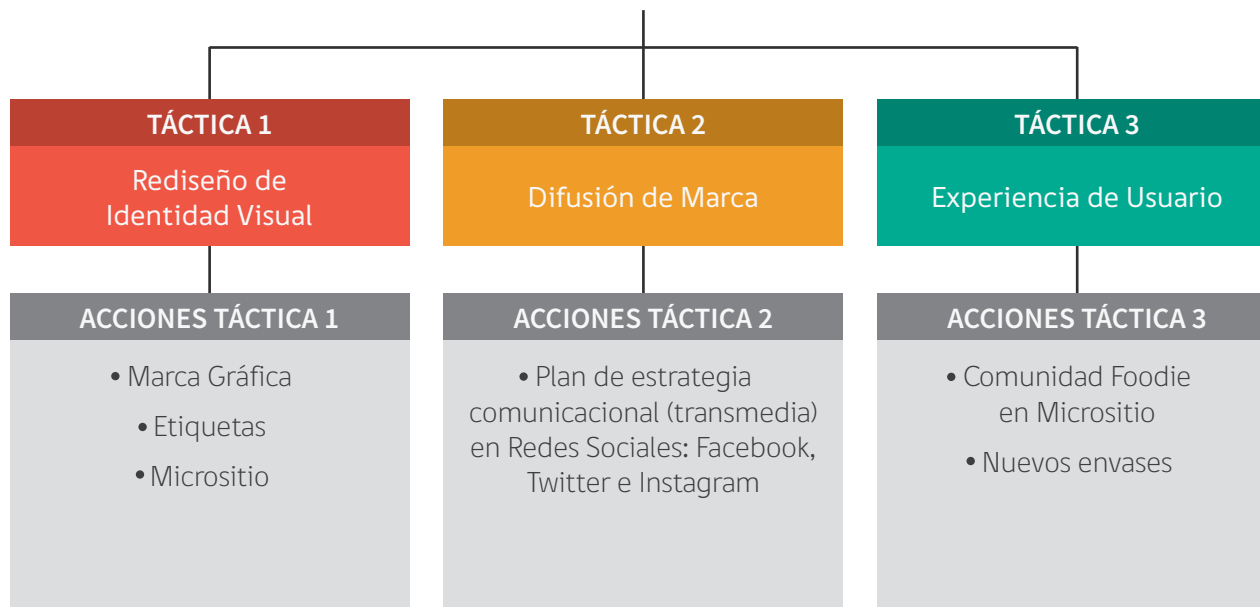 TÁCTICA 1
Rediseño de
Identidad Visual
ACCIONES TÁCTICA 1
• Marca Gráfica
• Etiquetas
• Micrositio
TÁCTICA 2
Difusión de Marca
ACCIONES TÁCTICA 2
• Plan de estrategia
comunicacional (transmedia)
en Redes Sociales: Facebook,
Twitter e Instagram
TÁCTICA 3
Experiencia de Usuario
ACCIONES TÁCTICA 3
• Comunidad Foodie
en Micrositio
• Nuevos envases